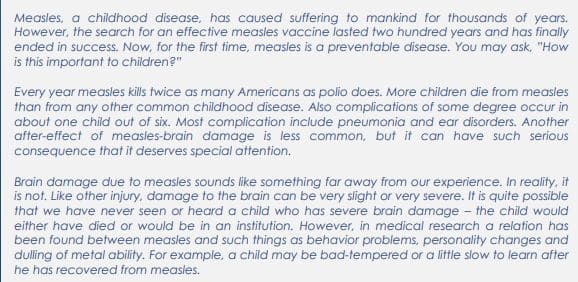 Measles, a childhood disease, has caused suffering to mankind for thousands of years.
However, the search for an effective measles vaccine lasted two hundred years and has finally
ended in success. Now, for the first time, measles is a preventable disease. You may ask, "How
is this important to children?"
Every year measles kills twice as many Americans as polio does. More children die from measles
than from any other common childhood disease. Also complications of some degree occur in
about one child out of six. Most complication include pneumonia and ear disorders. Another
after-effect of measles-brain damage is less common, but it can have such serious
consequence that it deserves special attention.
Brain damage due to measles sounds like something far away from our experience. In reality, it
is not. Like other injury, damage to the brain can be very slight or very severe. It is quite possible
that we have never seen or heard a child who has severe brain damage – the child would
either have died or would be in an institution. However, in medical research a relation has
been found between measles and such things as behavior problems, personality changes and
dulling of metal ability. For example, a child may be bad-tempered or a little slow to learn after
he has recovered from measles.